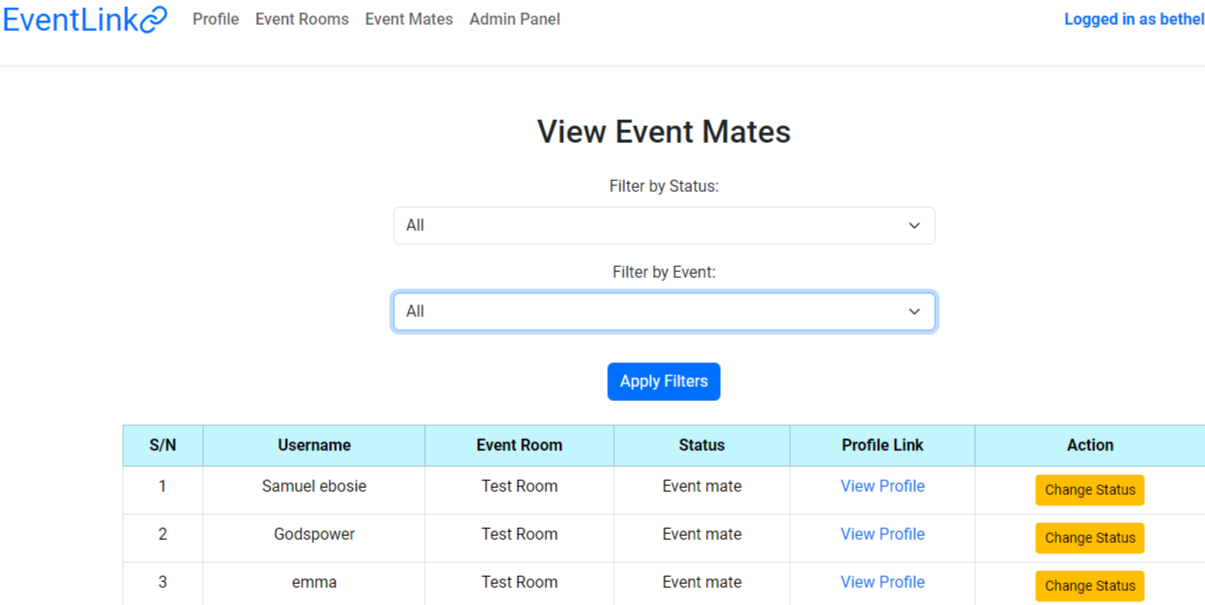 EventLink Profile Event Rooms Event Mates Admin Panel Logged in as bethel
View Event Mates
Filter by Status:
All
Filter by Event:
All
Apply Filters
S/N Username Event Room Status Profile Link Action
1 Samuel ebosie Test Room Event mate View Profile Change Status
2 Godspower Test Room Event mate View Profile Change Status
3 emma Test Room Event mate View Profile Change Status